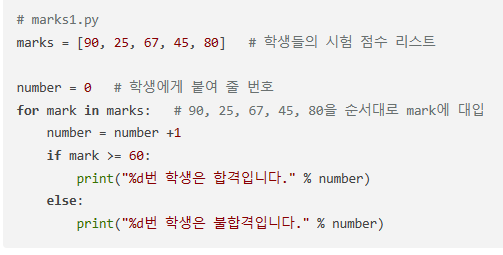 # marks1.py
marks = [90, 25, 67, 45, 80]   # 학생들의 시험 점수 리스트
number = 0   # 학생에게 붙여 줄 번호
for mark in marks:   # 90, 25, 67, 45, 80을 순서대로 mark에 대입
    number = number +1
    if mark >= 60:
        print("%d번 학생은 합격입니다." % number)
    else:
        print("%d번 학생은 불합격입니다." % number)